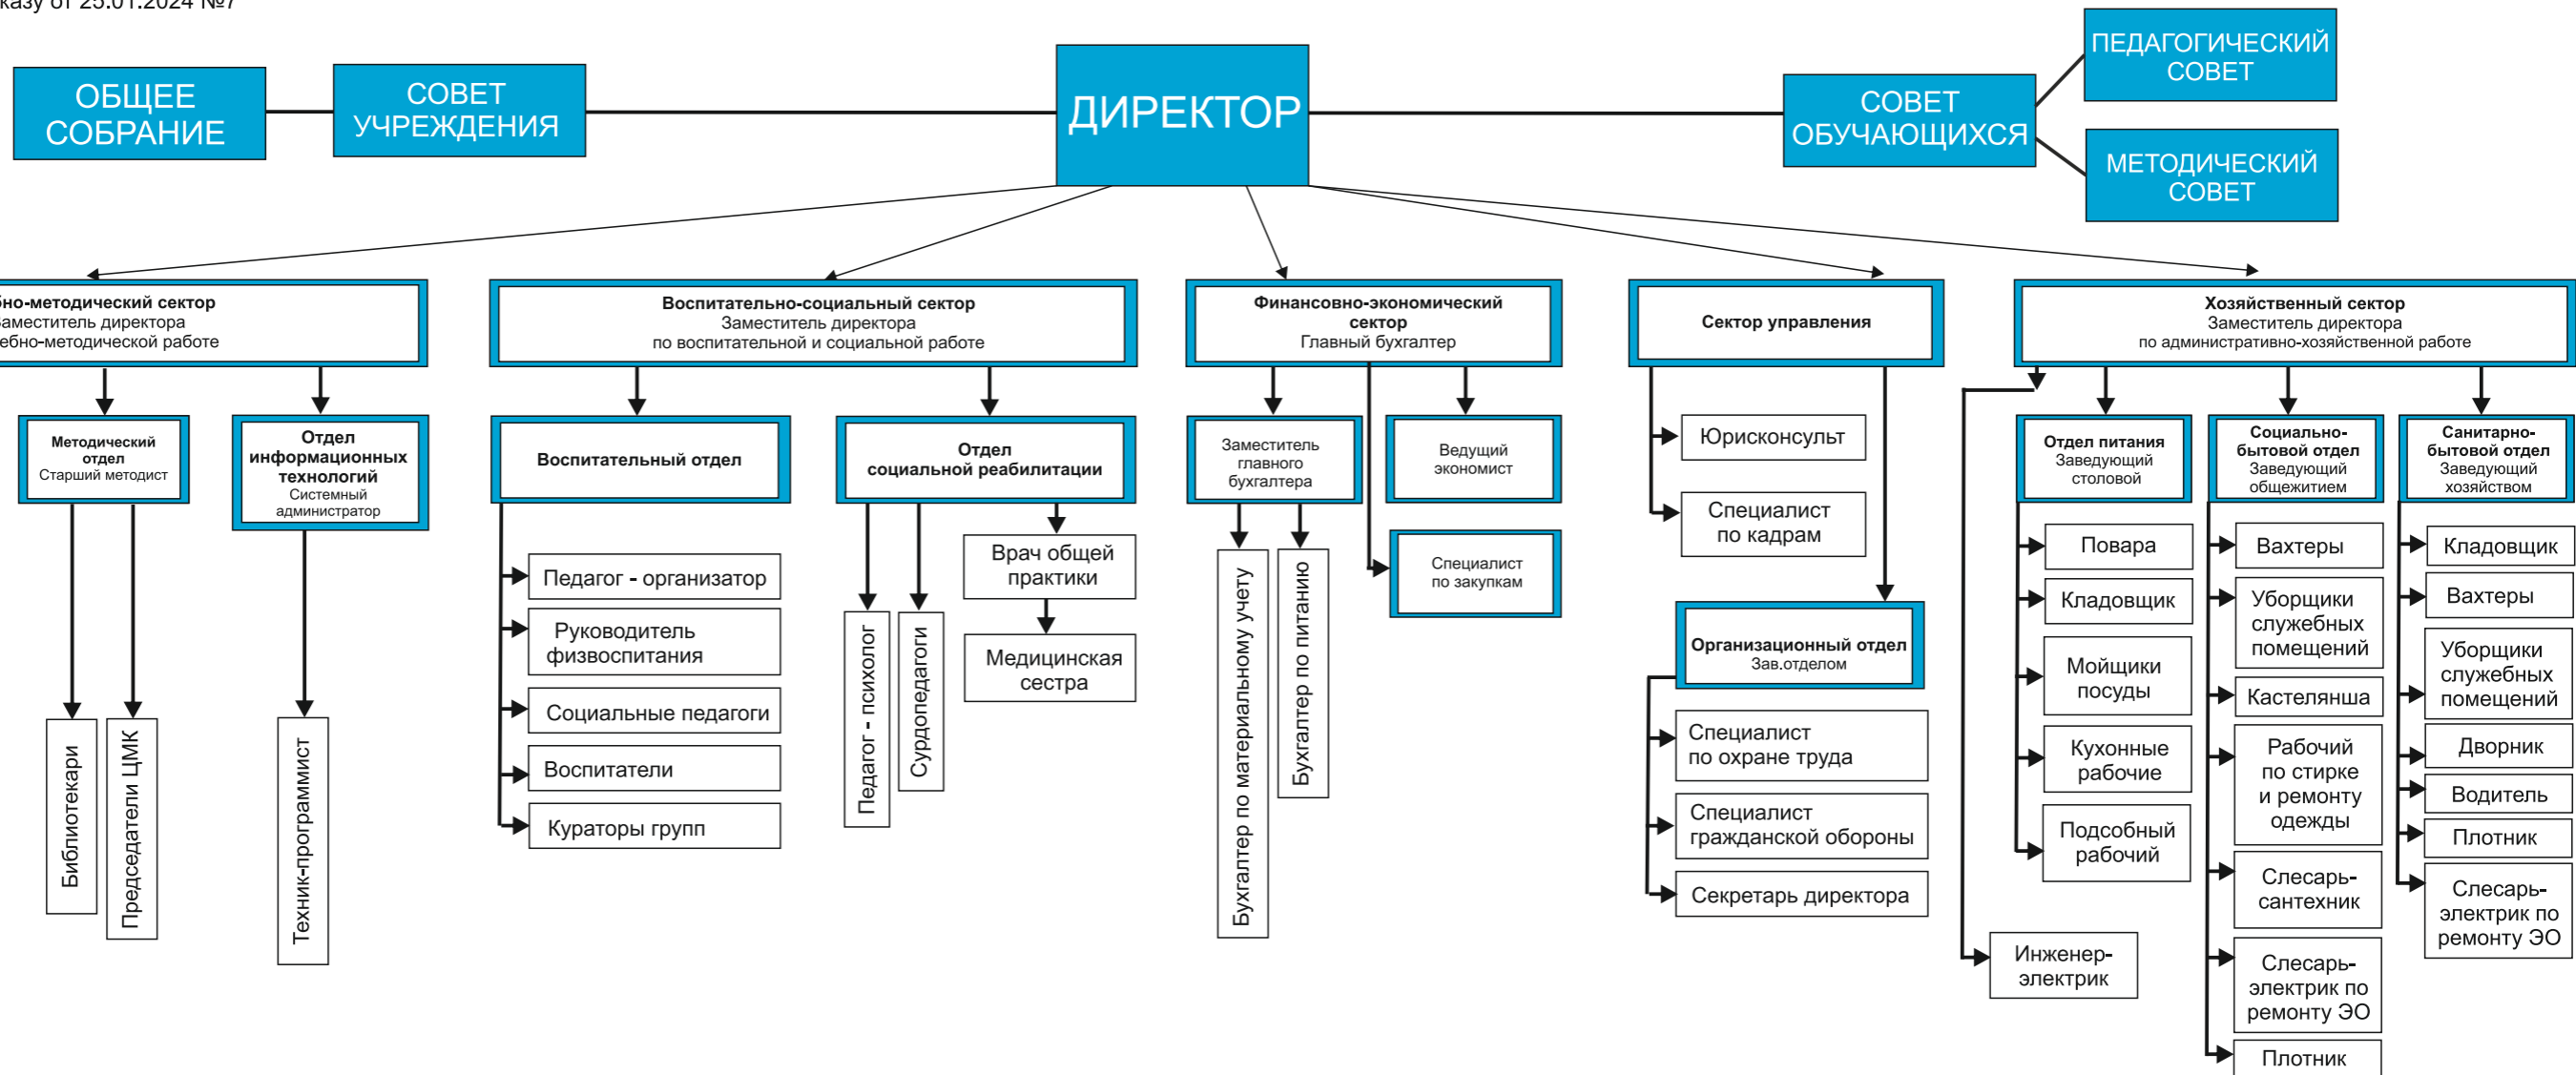 от 25.01.2024 №7
ОБЩЕЕ
СОБРАНИЕ
СОВЕТ
УЧРЕЖДЕНИЯ
ДИРЕКТОР
СОВЕТ
ОБУЧАЮЩИХСЯ
ПЕДАГОГИЧЕСКИЙ
СОВЕТ
МЕТОДИЧЕСКИЙ
СОВЕТ
но-методический сектор
аместитель директора
ебно-методической работе
Методический
отдел
Старший методист
Библиотекари
Председатели ЦМК
Отдел
информационных
технологий
Системный
администратор
Техник-программист
Воспитательно-социальный сектор
Заместитель директора
по воспитательной и социальной работе
Воспитательный отдел
Педагог - организатор
Руководитель
физвоспитания
Социальные педагоги
Воспитатели
Кураторы групп
Отдел
социальной реабилитации
Педагог - психолог
Сурдопедагоги
Врач общей
практики
Медицинская
сестра
Финансовно-экономический
сектор
Главный бухгалтер
Заместитель
главного
бухгалтера
Бухгалтер по материальному учету
Бухгалтер по питанию
Ведущий
экономист
Специалист
по закупкам
Сектор управления
Юрисконсульт
Специалист
по кадрам
Организационный отдел
Зав.отделом
Специалист
по охране труда
Специалист
гражданской обороны
Секретарь директора
Хозяйственный сектор
Заместитель директора
по административно-хозяйственной работе
Инженер-
электрик
Отдел питания
Заведующий
столовой
Повара
Кладовщик
Мойщики
посуды
Кухонные
рабочие
Подсобный
рабочий
Социально-
бытовой отдел
Заведующий
общежитием
Вахтеры
Уборщики
служебных
помещений
Кастелянша
Рабочий
по стирке
и ремонту
одежды
Слесарь-
сантехник
Слесарь-
электрик по
ремонту ЭО
Плотник
Санитарно-
бытовой отдел
Заведующий
хозяйством
Кладовщик
Вахтеры
Уборщики
служебных
помещений
Дворник
Водитель
Плотник
Слесарь-
электрик по
ремонту ЭО